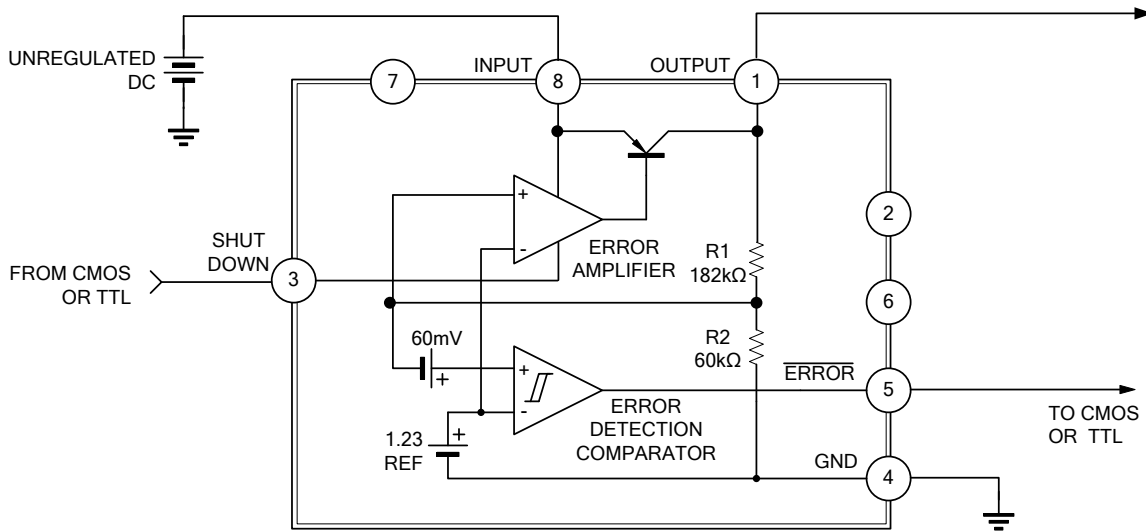 UNREGULATED
DC
INPUT
OUTPUT
7
8
1
+
-
ERROR
AMPLIFIER
2
SHUT
DOWN
3
FROM CMOS
OR TTL
R1
182kΩ
6
60mV
+
R2
60kΩ
+
-
ERROR
DETECTION
COMPARATOR
ERROR
5
TO CMOS
OR TTL
1.23
REF
+
GND
4